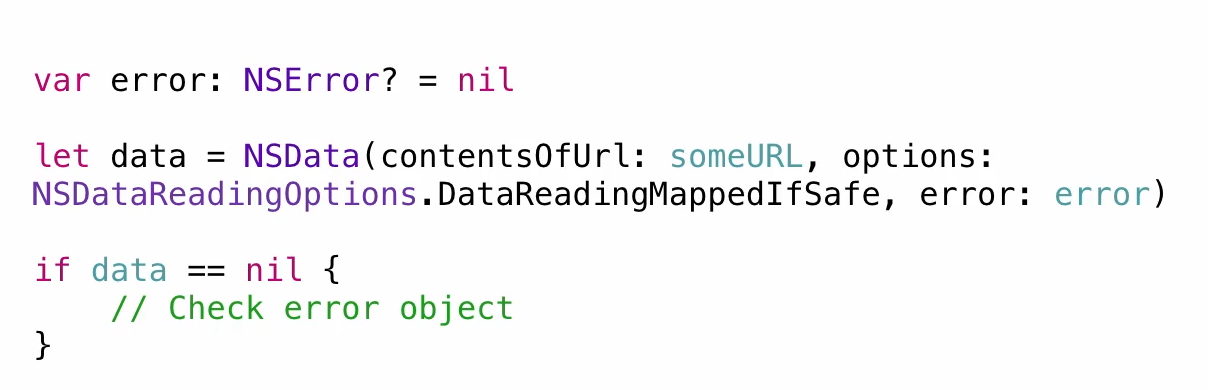 var error: NSError? = nil
let data = NSData(contentsOfUrl: someURL, options:
NSDataReadingOptions.DataReadingMappedIfSafe, error: error)
if data == nil {
    // Check error object
}